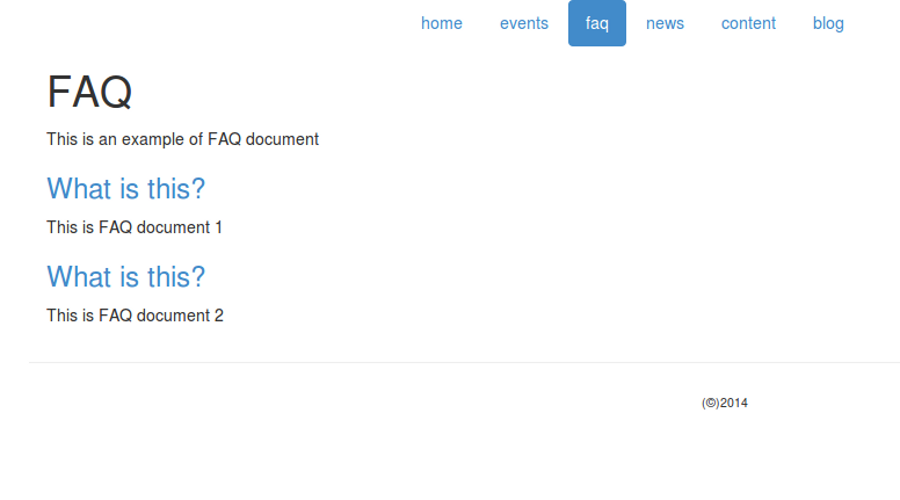 home events faq news content blog
FAQ
This is an example of FAQ document
What is this?
This is FAQ document 1
What is this?
This is FAQ document 2
(©)2014